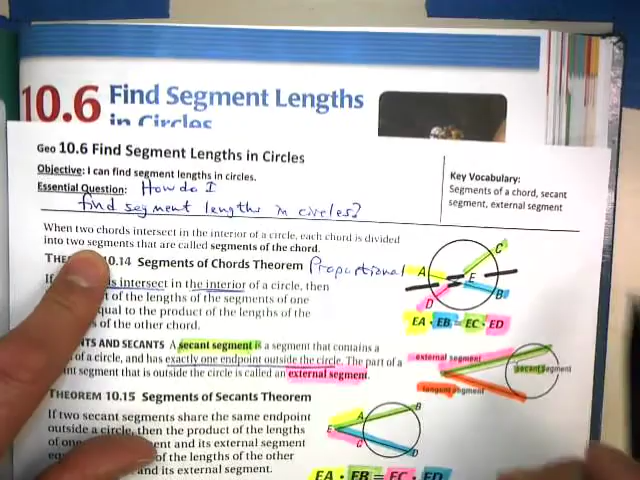 10.6 Find Segment Lengths
in Circles
Geo 10.6 Find Segment Lengths in Circles
Objective: I can find segment lengths in circles.
Essential Question: How do I
find segment lengths in circles?
Key Vocabulary:
Segments of a chord, secant
segment, external segment
When two chords intersect in the interior of a circle, each chord is divided
into two segments that are called segments of the chord.
10.14 Segments of Chords Theorem Proportional
intersect in the interior of a circle, then
of the lengths of the segments of one
equal to the product of the lengths of the
of the other chord.
A
C
E
D
B
EA · EB = EC · ED
AND SECANTS A secant segment is a segment that contains a
of a circle, and has exactly one endpoint outside the circle. The part of a
segment that is outside the circle is called an external segment.
external segment
secant segment
tangent segment
THEOREM 10.15 Segments of Secants Theorem
If two secant segments share the same endpoint
outside a circle, then the product of the lengths
of one and its external segment
of the lengths of the other
and its external segment.
A
B
E
C
D
EA · EB = EC · ED